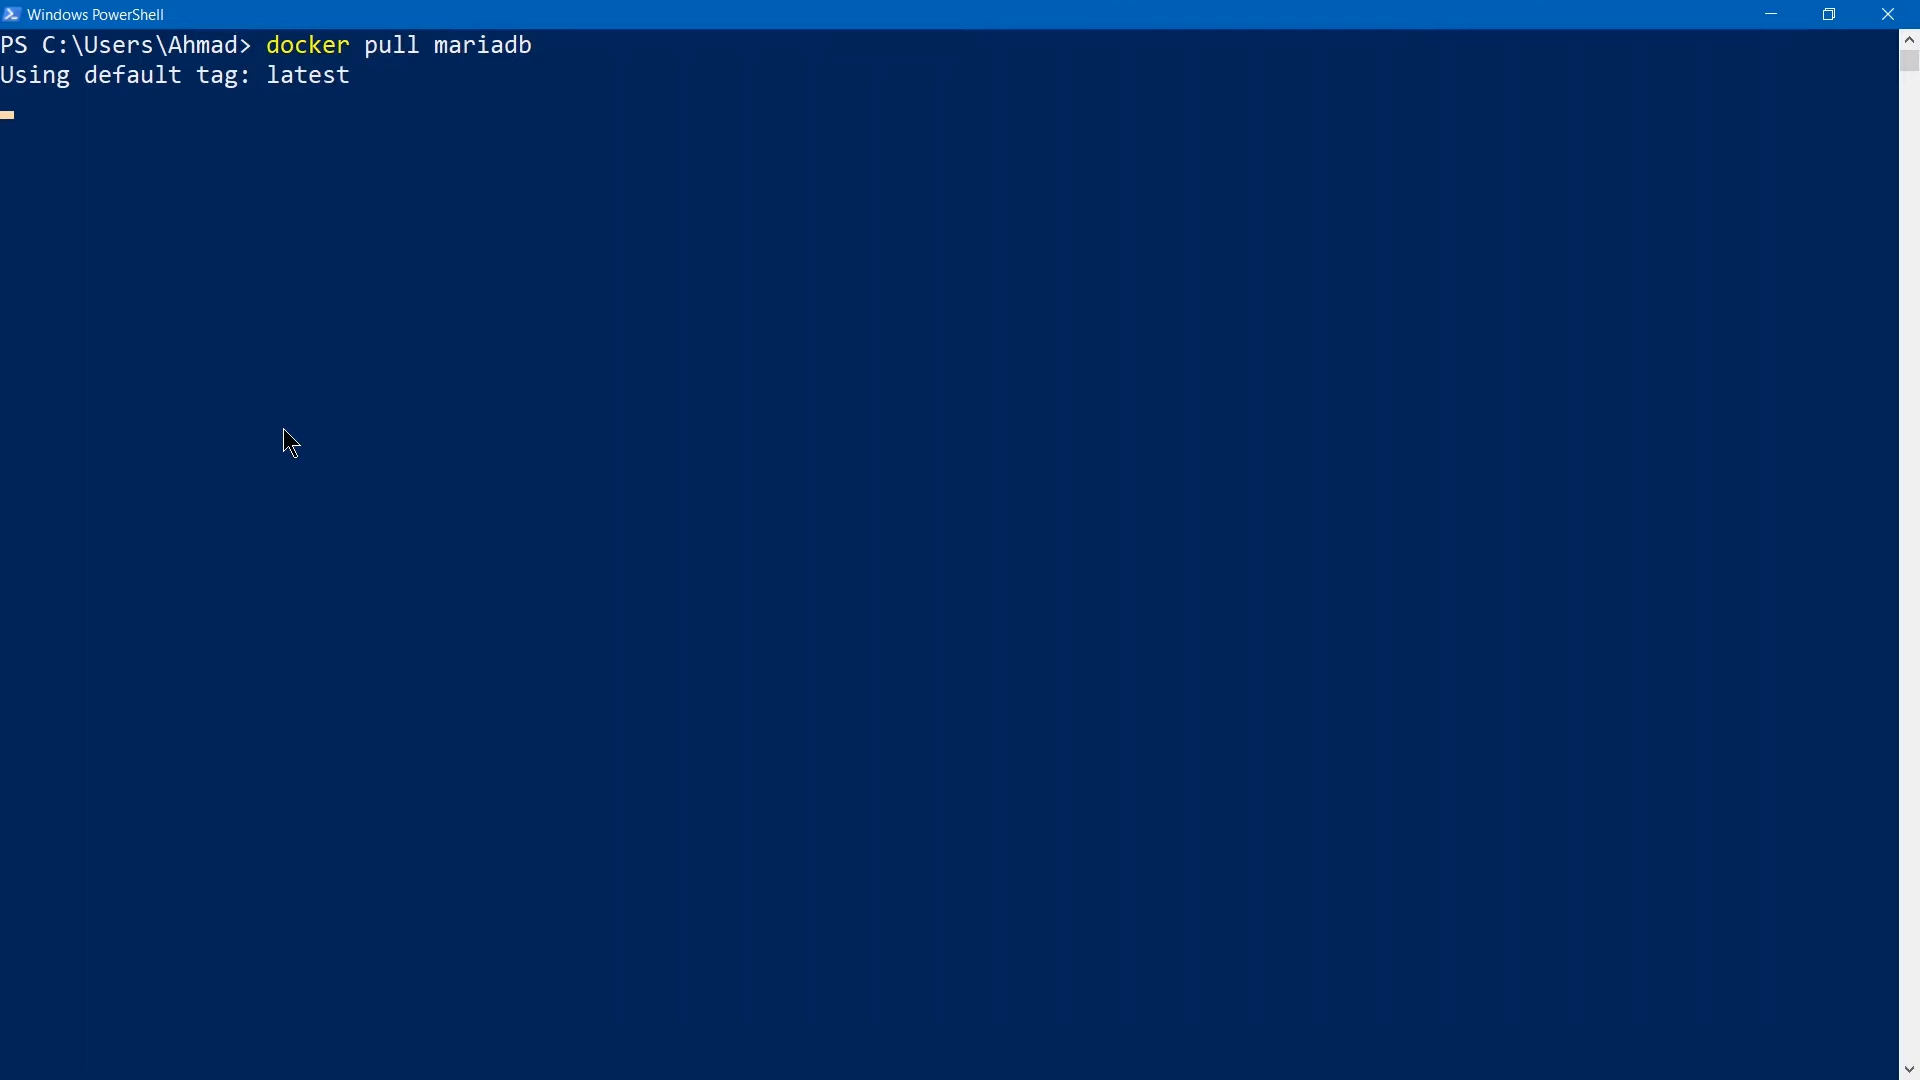 Windows PowerShell
PS C:\Users\Ahmad> docker pull mariadb
Using default tag: latest